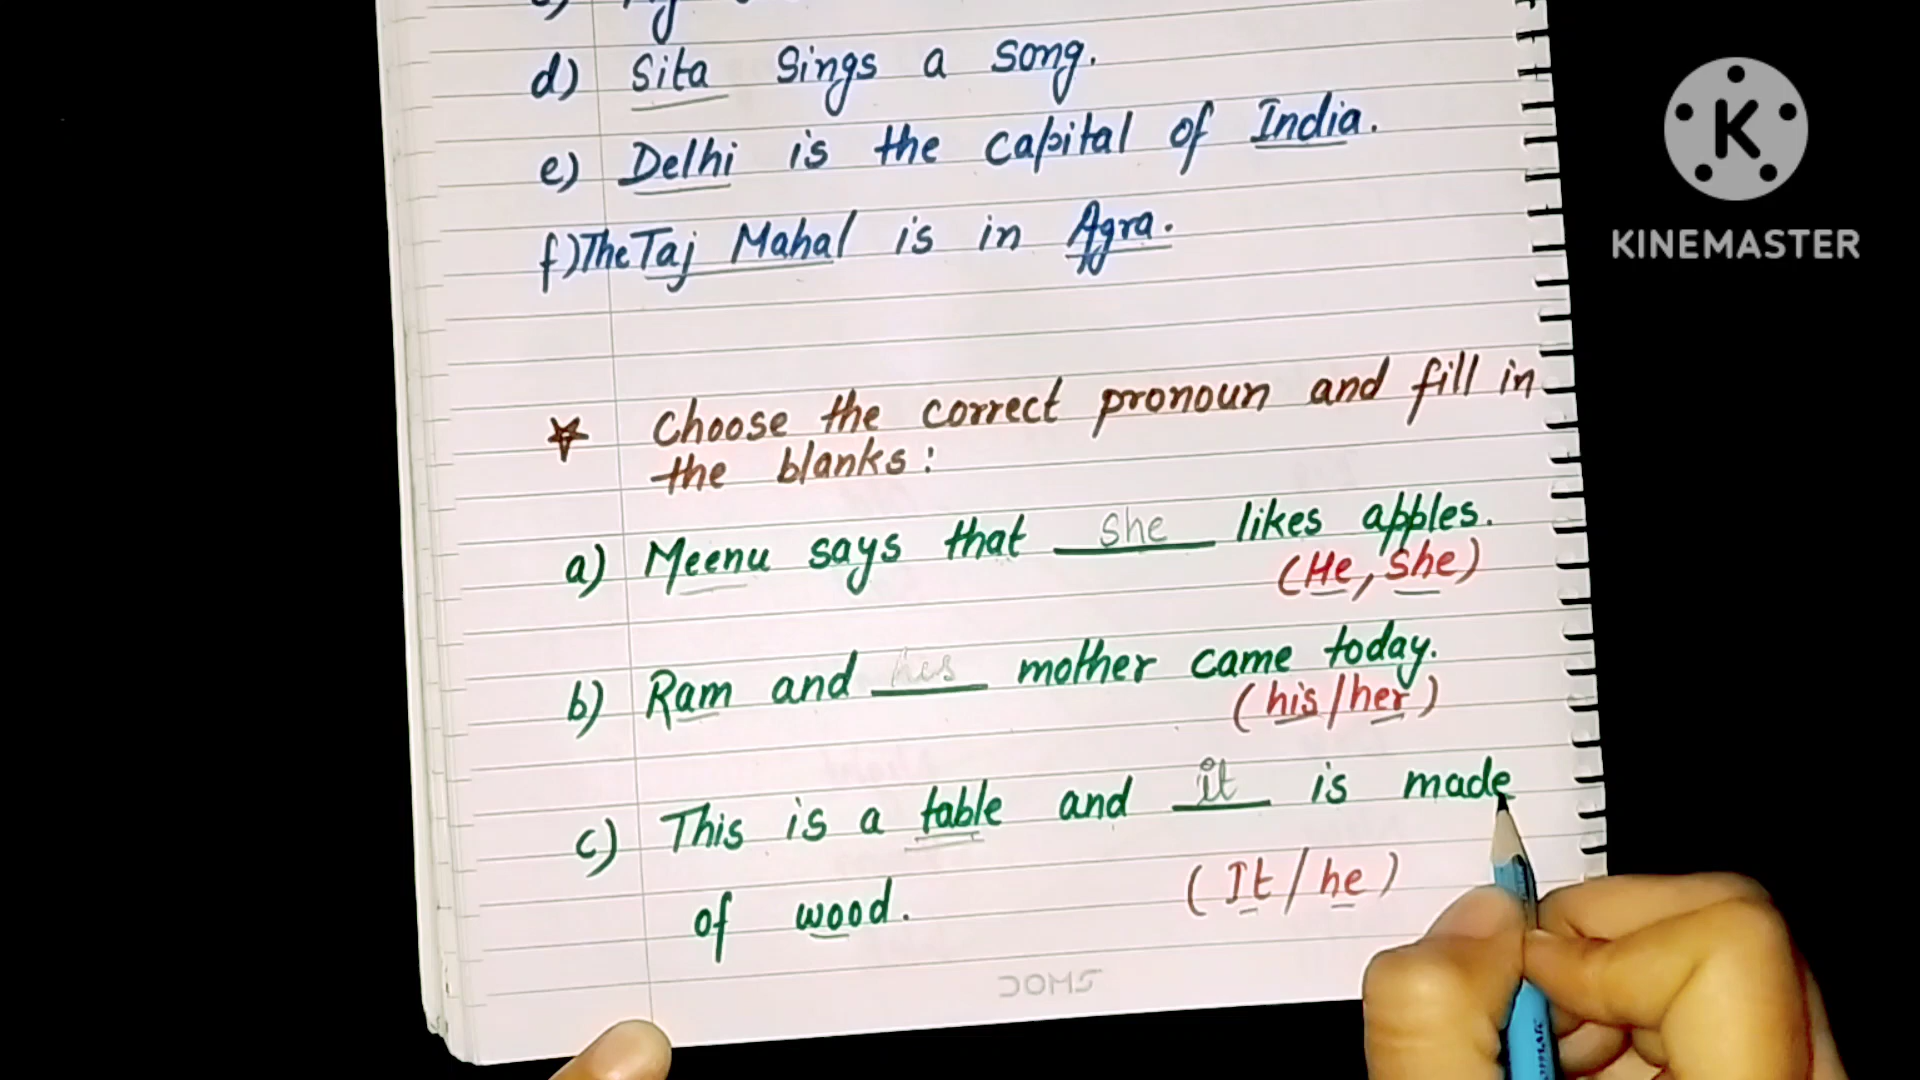 d) Sita Sings a song.
e) Delhi is the capital of India.
f) The Taj Mahal is in Agra.
Choose the correct pronoun and fill in
the blanks:
a) Meenu says that she likes apples.
(He, she)
b) Ram and his mother came today.
(his/her)
c) This is a table and it is made
of wood. (It/he)
DOMS
K
KINEMASTER